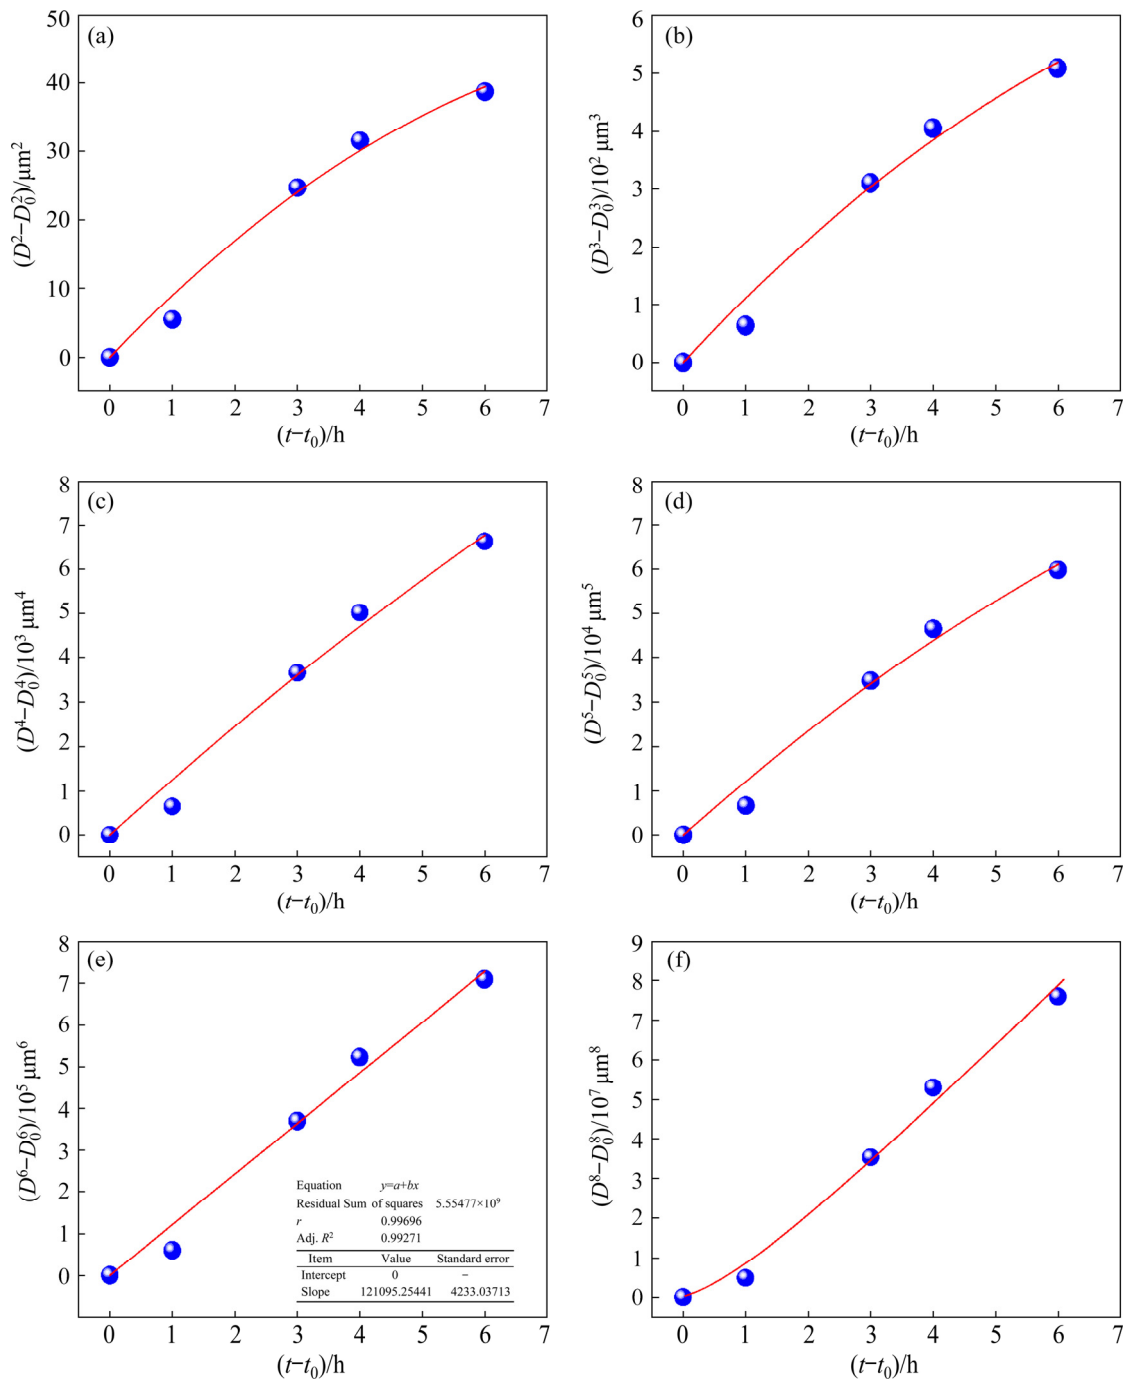 (a)
50
40
30
20
10
0
(D²−D₀²)/μm²
0 1 2 3 4 5 6 7
(t−t₀)/h
(b)
6
5
4
3
2
1
0
(D³−D₀³)/10² μm³
0 1 2 3 4 5 6 7
(t−t₀)/h
(c)
8
7
6
5
4
3
2
1
0
(D⁴−D₀⁴)/10³ μm⁴
0 1 2 3 4 5 6 7
(t−t₀)/h
(d)
8
7
6
5
4
3
2
1
0
(D⁵−D₀⁵)/10⁴ μm⁵
0 1 2 3 4 5 6 7
(t−t₀)/h
(e)
8
7
6
5
4
3
2
1
0
(D⁶−D₀⁶)/10⁵ μm⁶
Equation y=a+bx
Residual Sum of squares 5.55477×10⁹
r 0.99696
Adj. R² 0.99271
Item Value Standard error
Intercept 0 −
Slope 121095.25441 4233.03713
0 1 2 3 4 5 6 7
(t−t₀)/h
(f)
9
8
7
6
5
4
3
2
1
0
(D⁸−D₀⁸)/10⁷ μm⁸
0 1 2 3 4 5 6 7
(t−t₀)/h